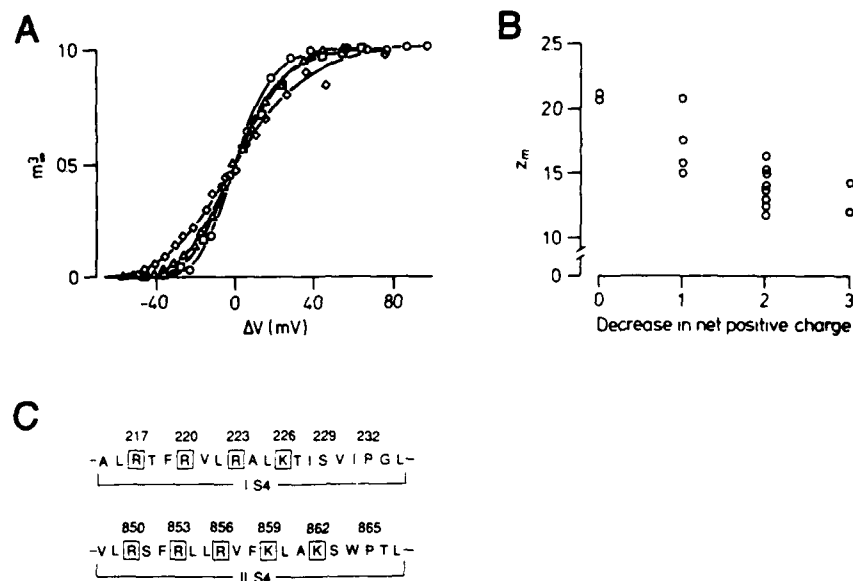 A
m³∞
10
05
0
-40 0 40 80
ΔV (mV)
B
zm
25
20
15
10
0
0 1 2 3
Decrease in net positive charge
C
217 220 223 226 229 232
-A L R T F R V L R A L K T I S V I P G L-
I S4
850 853 856 859 862 865
-V L R S F R L L R V F K L A K S W P T L-
II S4